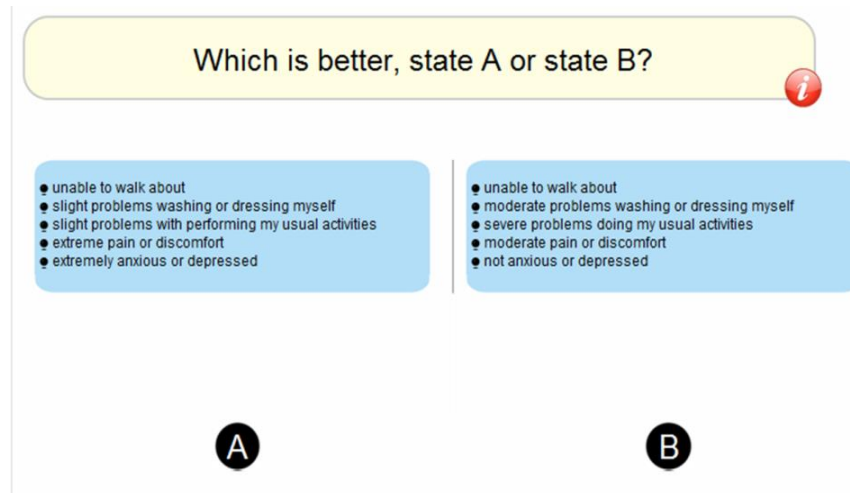 Which is better, state A or state B?
i
unable to walk about
slight problems washing or dressing myself
slight problems with performing my usual activities
extreme pain or discomfort
extremely anxious or depressed
unable to walk about
moderate problems washing or dressing myself
severe problems doing my usual activities
moderate pain or discomfort
not anxious or depressed
A
B